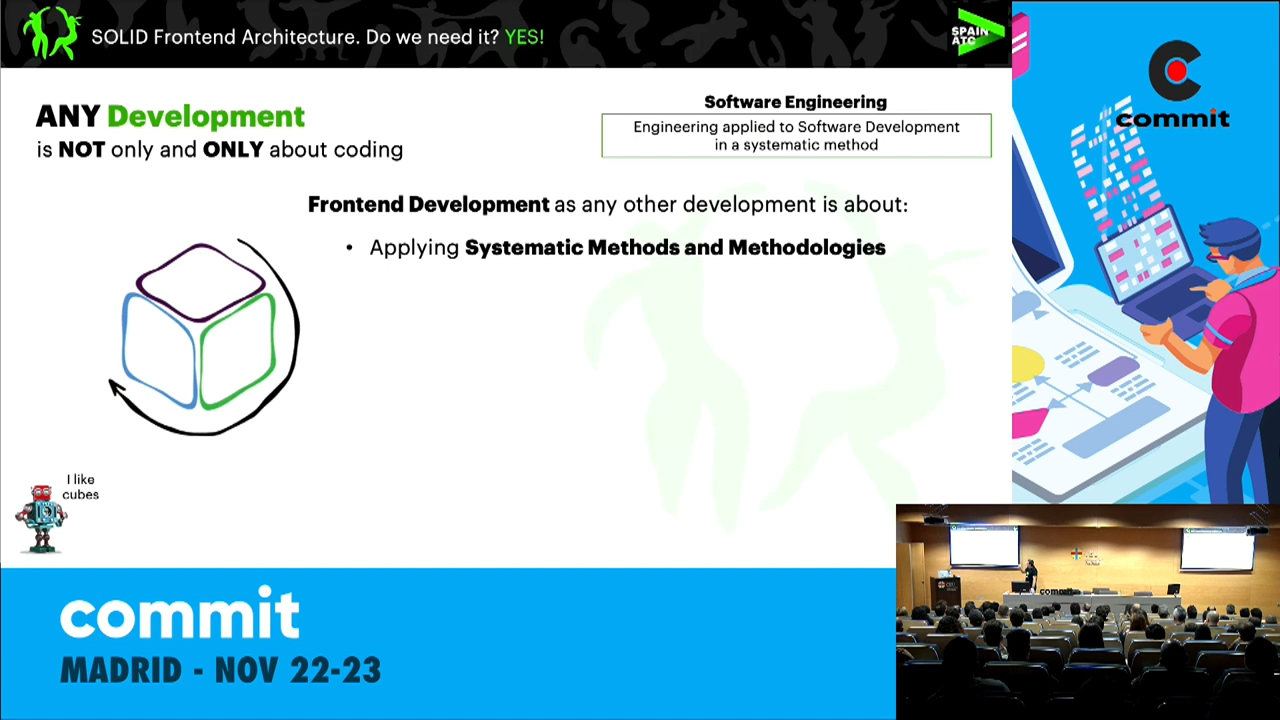 SOLID Frontend Architecture. Do we need it? YES!
SPAIN
ATC
ANY Development
is NOT only and ONLY about coding
Software Engineering
Engineering applied to Software Development
in a systematic method
Frontend Development as any other development is about:
• Applying Systematic Methods and Methodologies
I like
cubes
commit
commit
MADRID - NOV 22-23
commit